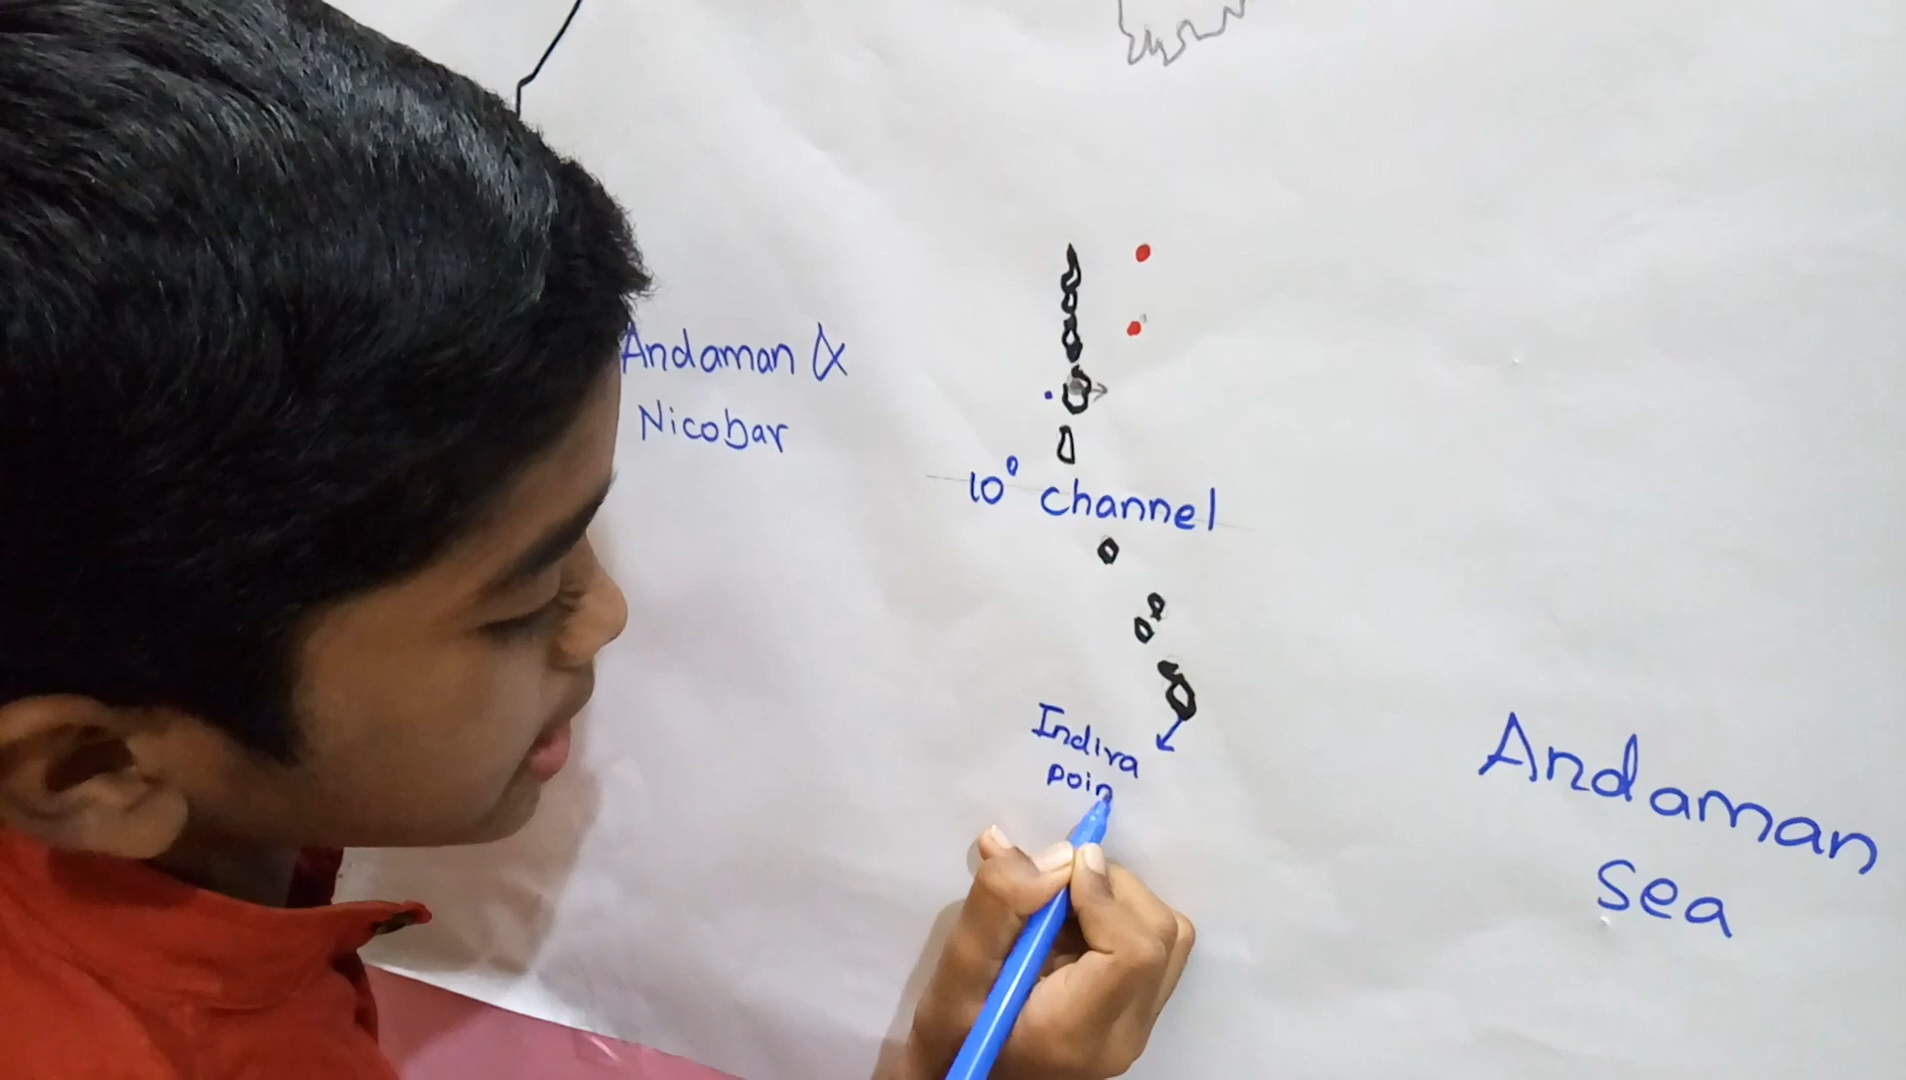 Andaman &
Nicobar
10° channel
Indira
poin
Andaman
sea